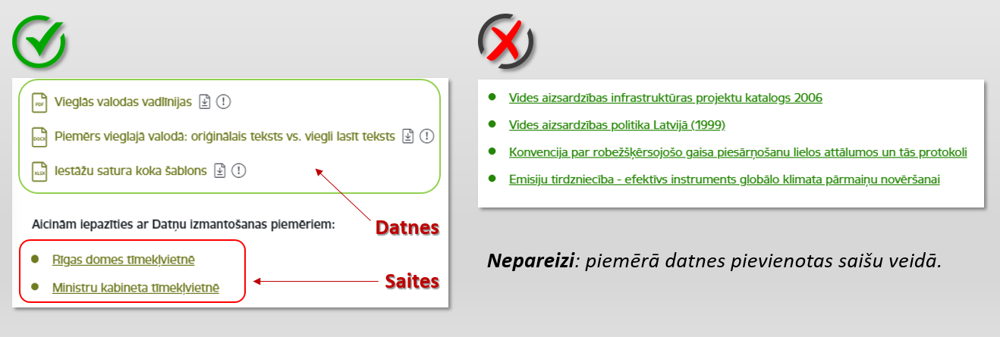 PDF Vieglās valodas vadlīnijas
DOCX Piemērs vieglajā valodā: oriģinālais teksts vs. viegli lasīt teksts
XLSX Iestāžu satura koka šablons
Datnes
Aicinām iepazīties ar Datņu izmantošanas piemēriem:
Rīgas domes tīmekļvietnē
Ministru kabineta tīmekļvietnē
Saites
Vides aizsardzības infrastruktūras projektu katalogs 2006
Vides aizsardzības politika Latvijā (1999)
Konvencija par robežšķērsojošo gaisa piesārņošanu lielos attālumos un tās protokoli
Emisiju tirdzniecība - efektīvs instruments globālo klimata pārmaiņu novēršanai
Nepareizi: piemērā datnes pievienotas saišu veidā.